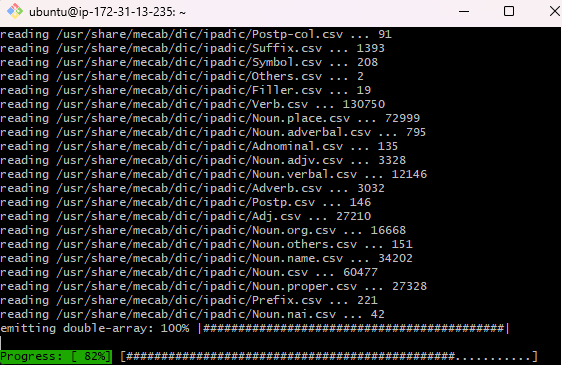 ubuntu@ip-172-31-13-235: ~
reading /usr/share/mecab/dic/ipadic/Postp-col.csv ... 91
reading /usr/share/mecab/dic/ipadic/Suffix.csv ... 1393
reading /usr/share/mecab/dic/ipadic/Symbol.csv ... 208
reading /usr/share/mecab/dic/ipadic/Others.csv ... 2
reading /usr/share/mecab/dic/ipadic/Filler.csv ... 19
reading /usr/share/mecab/dic/ipadic/Verb.csv ... 130750
reading /usr/share/mecab/dic/ipadic/Noun.place.csv ... 72999
reading /usr/share/mecab/dic/ipadic/Noun.adverbal.csv ... 795
reading /usr/share/mecab/dic/ipadic/Adnominal.csv ... 135
reading /usr/share/mecab/dic/ipadic/Noun.adjv.csv ... 3328
reading /usr/share/mecab/dic/ipadic/Noun.verbal.csv ... 12146
reading /usr/share/mecab/dic/ipadic/Adverb.csv ... 3032
reading /usr/share/mecab/dic/ipadic/Postp.csv ... 146
reading /usr/share/mecab/dic/ipadic/Adj.csv ... 27210
reading /usr/share/mecab/dic/ipadic/Noun.org.csv ... 16668
reading /usr/share/mecab/dic/ipadic/Noun.others.csv ... 151
reading /usr/share/mecab/dic/ipadic/Noun.name.csv ... 34202
reading /usr/share/mecab/dic/ipadic/Noun.csv ... 60477
reading /usr/share/mecab/dic/ipadic/Noun.proper.csv ... 27328
reading /usr/share/mecab/dic/ipadic/Prefix.csv ... 221
reading /usr/share/mecab/dic/ipadic/Noun.nai.csv ... 42
emitting double-array: 100% |###########################################|
Progress: [ 82%] [###############################################...........]